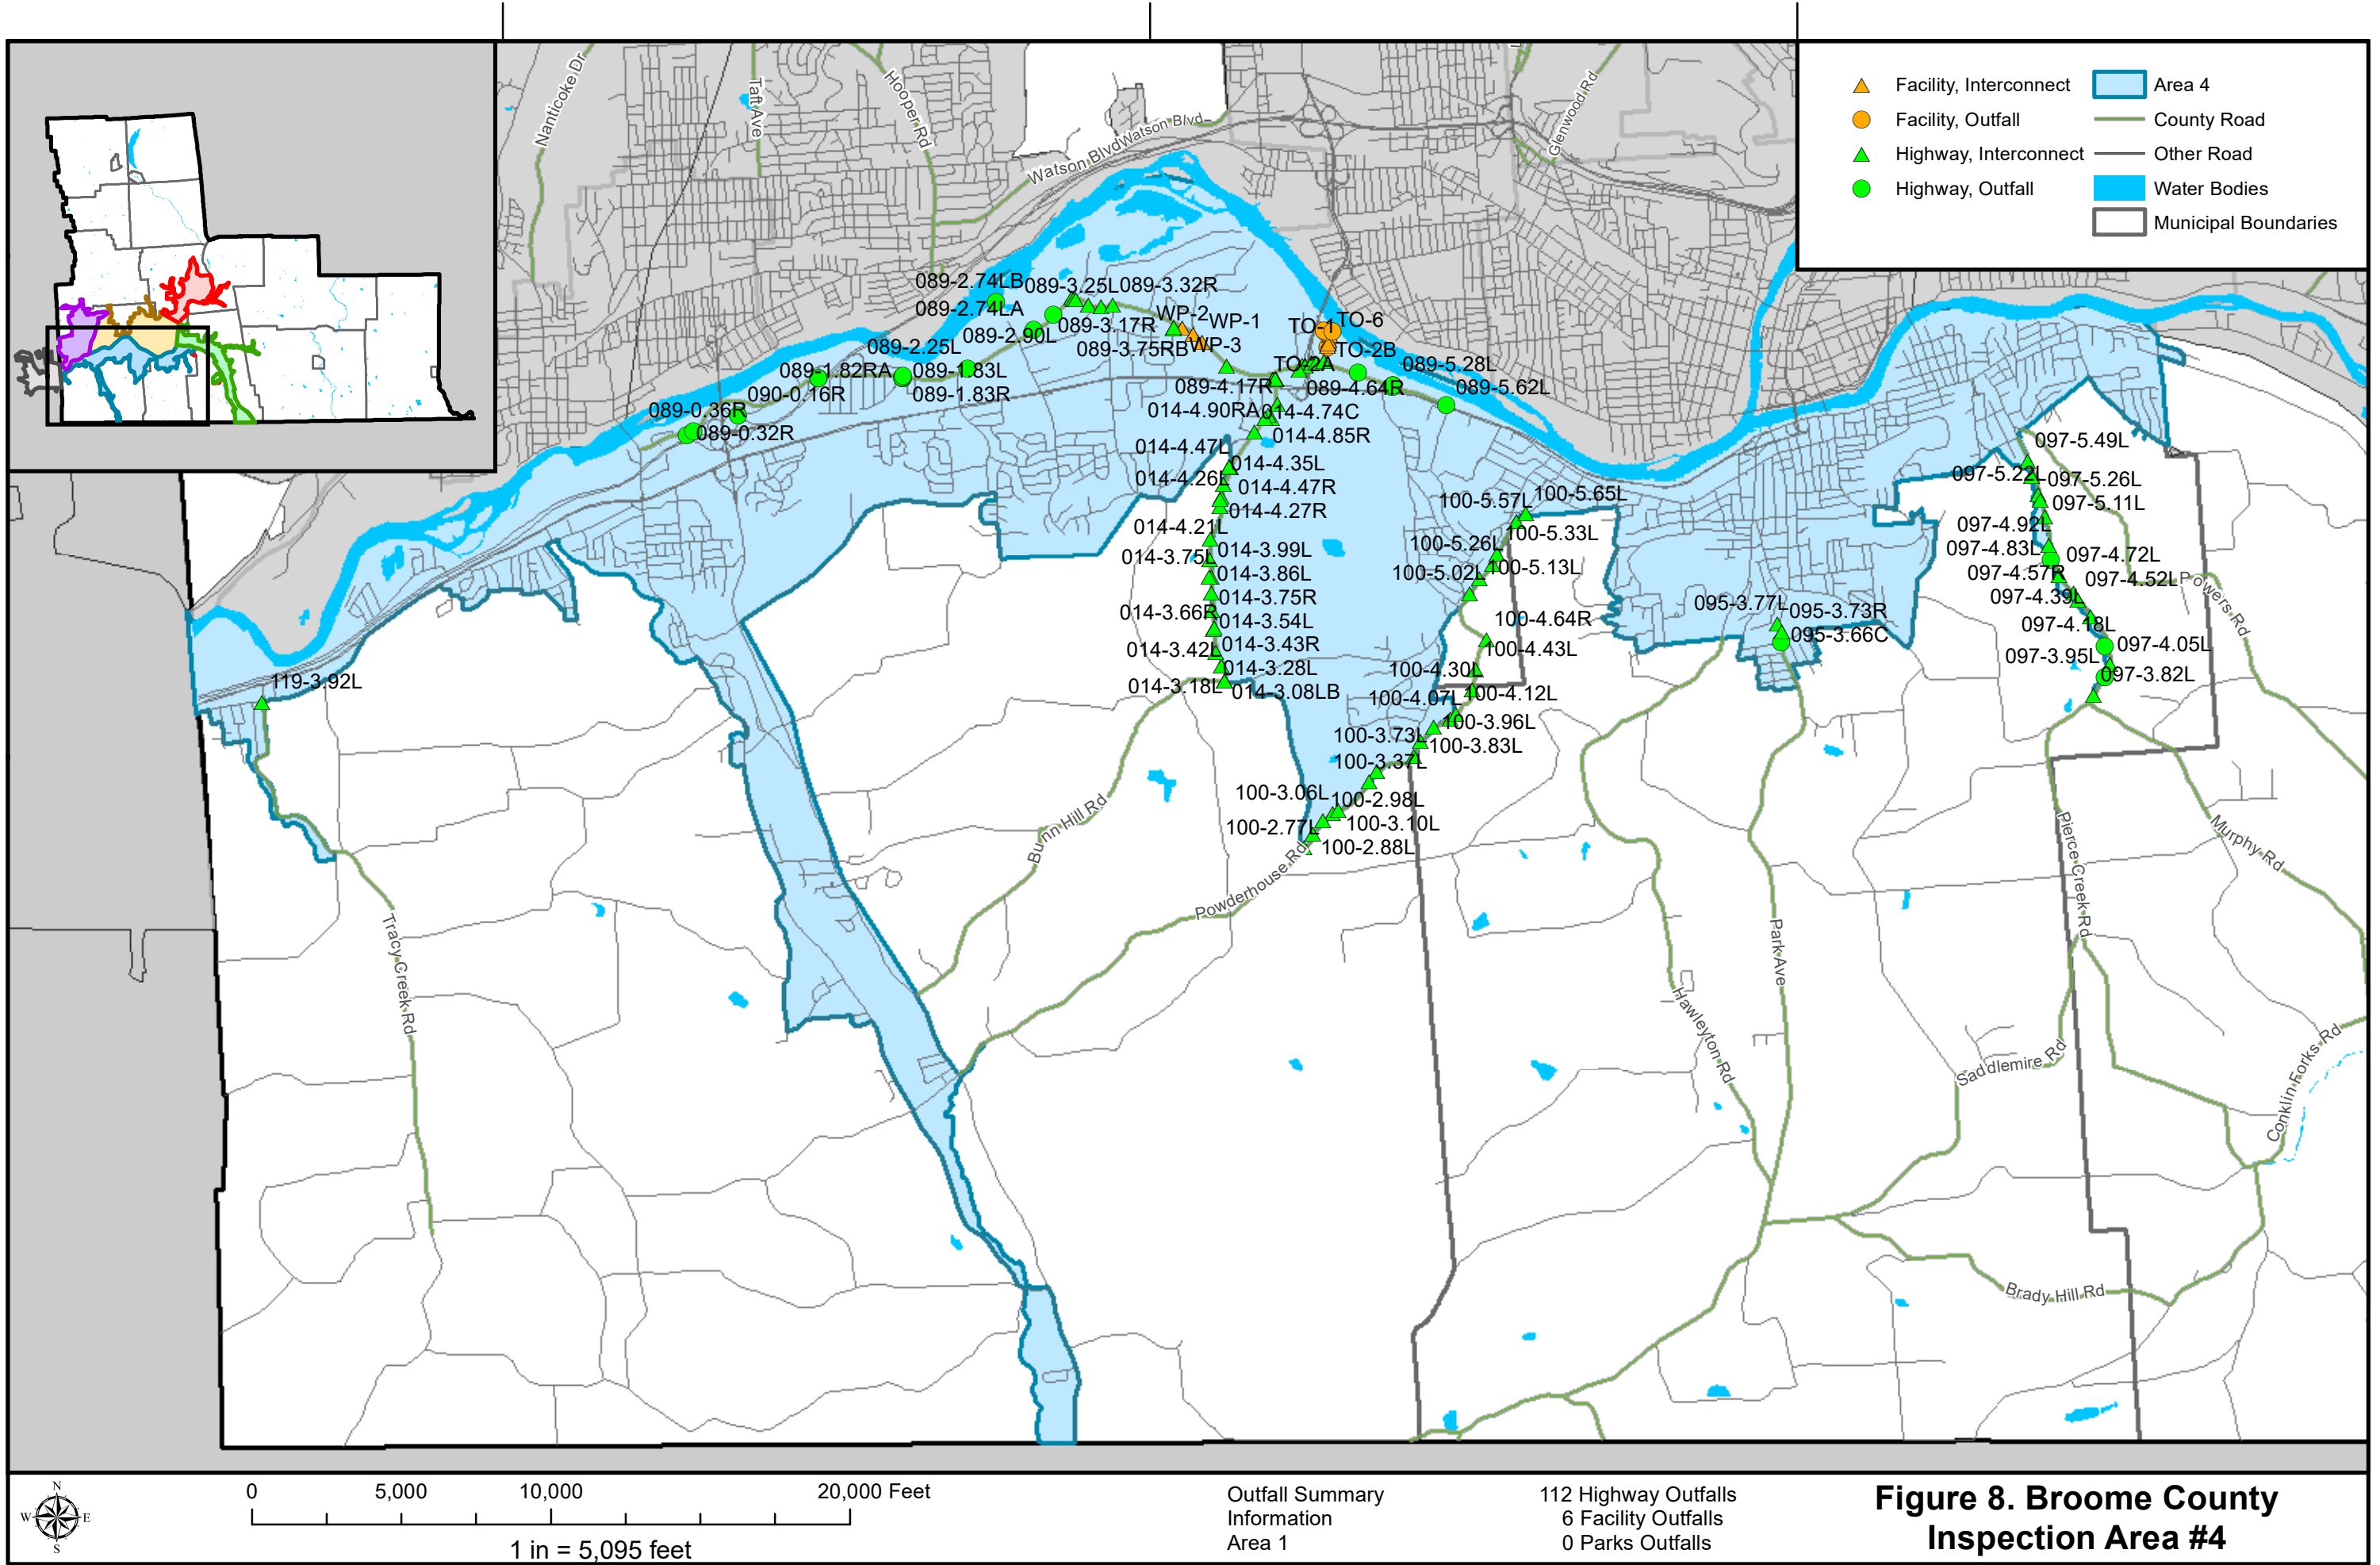 Nanticoke Dr
Taft Ave
Hooper Rd
Watson Blvd
Watson Blvd
Glenwood Rd
Facility, Interconnect
Facility, Outfall
Highway, Interconnect
Highway, Outfall
Area 4
County Road
Other Road
Water Bodies
Municipal Boundaries
089-2.74LB
089-3.25L
089-3.32R
089-2.74LA
089-2.90L
089-3.17R
WP-2
WP-1
089-3.75RB
WP-3
TO-1
TO-6
TO-2B
TO-2A
089-2.25L
089-1.82RA
089-1.83L
090-0.16R
089-1.83R
089-0.36R
089-0.32R
089-4.17R
089-4.64R
089-5.28L
089-5.62L
014-4.90RA
014-4.74C
014-4.85R
014-4.47L
014-4.35L
014-4.26L
014-4.47R
014-4.27R
014-4.21L
014-3.99L
014-3.75L
014-3.86L
014-3.75R
014-3.66R
014-3.54L
014-3.43R
014-3.42L
014-3.28L
014-3.18L
014-3.08LB
100-5.57L
100-5.65L
100-5.33L
100-5.26L
100-5.13L
100-5.02L
100-4.64R
100-4.43L
100-4.30L
100-4.12L
100-4.07L
100-3.96L
100-3.73L
100-3.83L
100-3.37L
100-3.06L
100-2.98L
100-3.10L
100-2.77L
100-2.88L
095-3.77L
095-3.73R
095-3.66C
097-5.49L
097-5.22L
097-5.26L
097-5.11L
097-4.92L
097-4.83L
097-4.72L
097-4.57R
097-4.52L
097-4.39L
097-4.18L
097-4.05L
097-3.95L
097-3.82L
119-3.92L
Powers Rd
Bunn Hill Rd
Powderhouse Rd
Tracy Creek Rd
Pierce Creek Rd
Murphy Rd
Park Ave
Hawleyton Rd
Saddlemire Rd
Conklin Forks Rd
Brady Hill Rd
N
W
E
S
0
5,000
10,000
20,000 Feet
1 in = 5,095 feet
Outfall Summary
Information
Area 1
112 Highway Outfalls
6 Facility Outfalls
0 Parks Outfalls
Figure 8. Broome County
Inspection Area #4